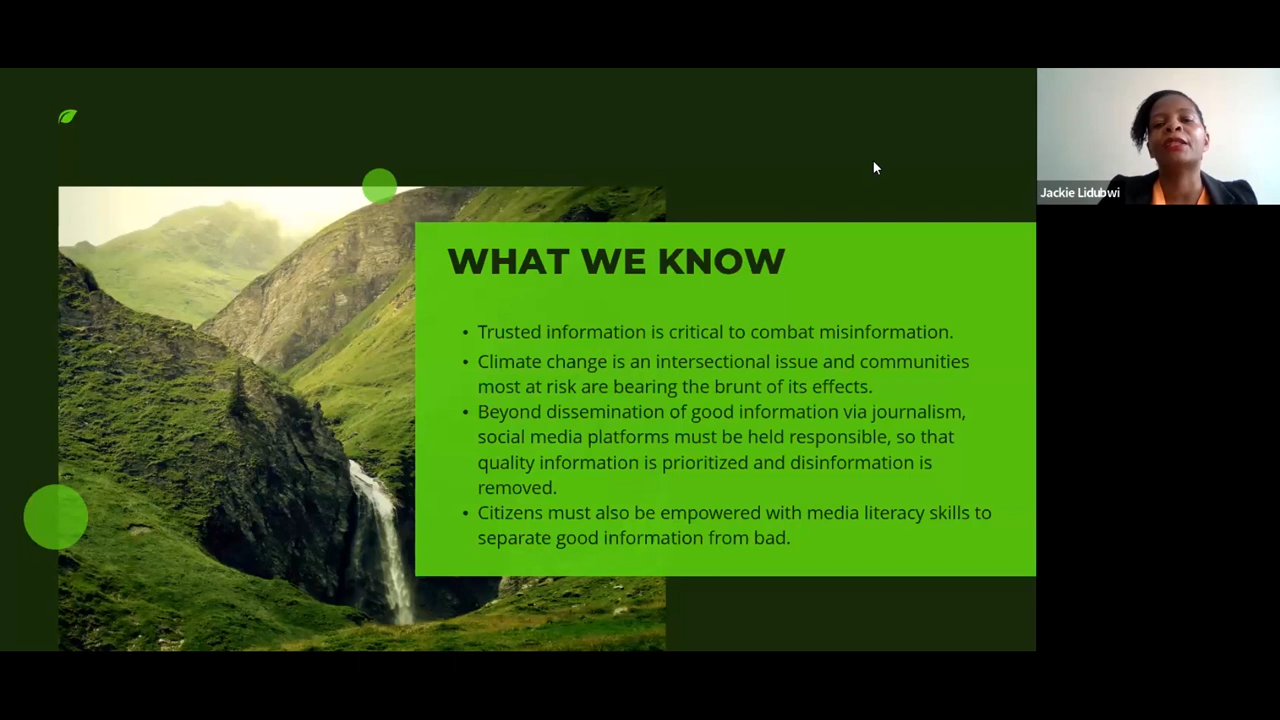 WHAT WE KNOW
• Trusted information is critical to combat misinformation.
• Climate change is an intersectional issue and communities
most at risk are bearing the brunt of its effects.
• Beyond dissemination of good information via journalism,
social media platforms must be held responsible, so that
quality information is prioritized and disinformation is
removed.
• Citizens must also be empowered with media literacy skills to
separate good information from bad.
Jackie Lidubwi